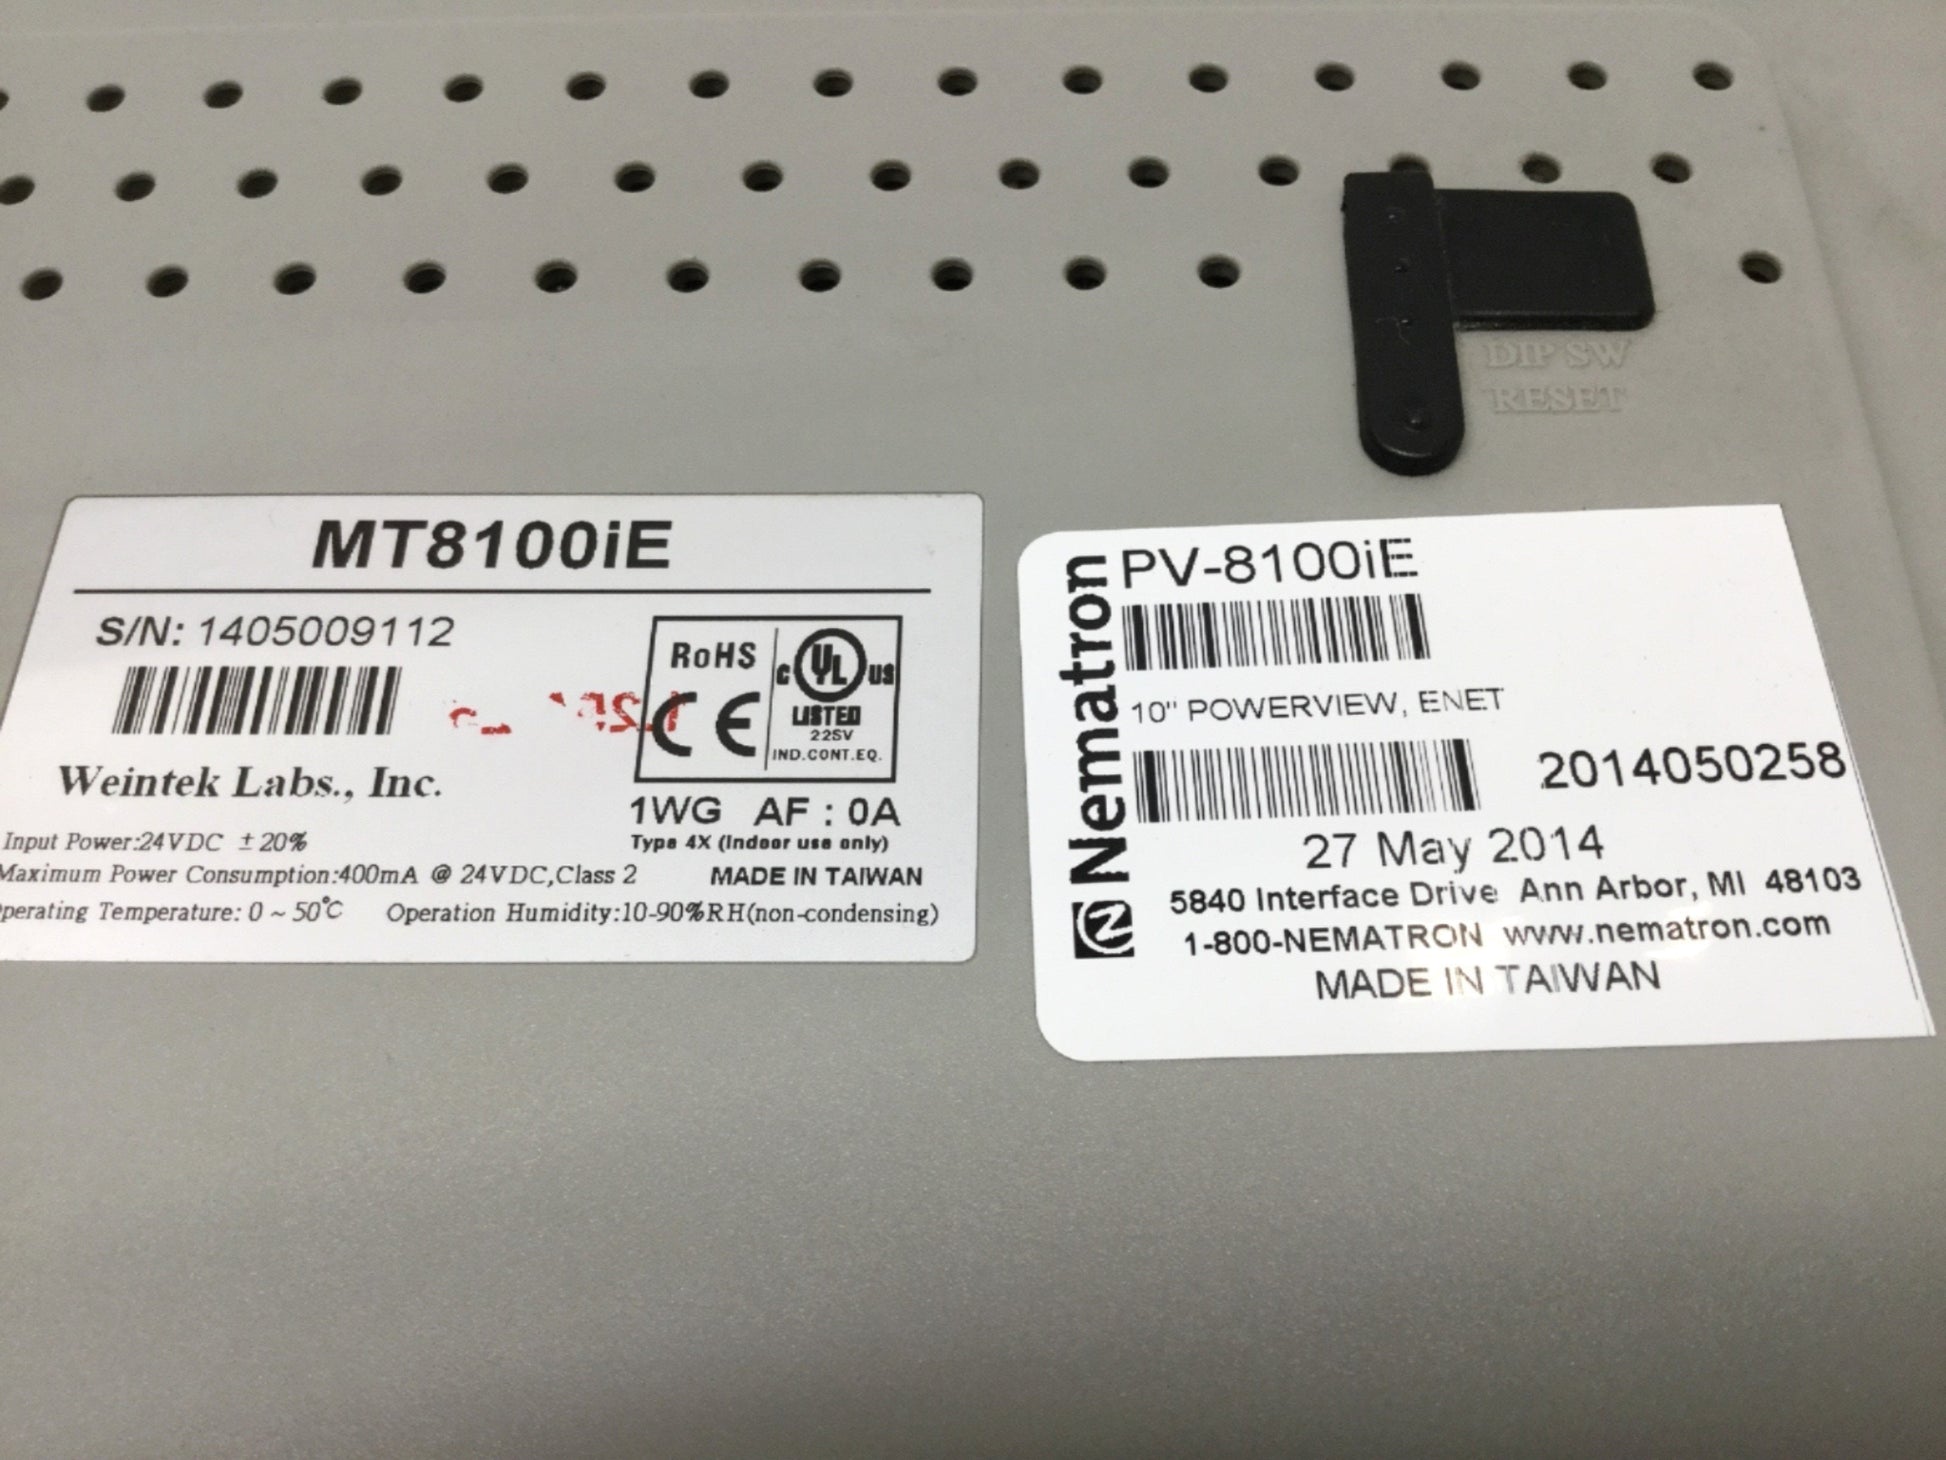 DIP SW
RESET
MT8100iE
S/N: 1405009112
RoHS
CE
C UL US
LISTED
22SV
IND.CONT.EQ.
Weintek Labs., Inc.
1WG AF : 0A
Type 4X (Indoor use only)
Input Power:24VDC ±20%
Maximum Power Consumption:400mA @ 24VDC,Class 2
MADE IN TAIWAN
perating Temperature: 0 ~ 50℃ Operation Humidity:10-90%RH(non-condensing)
Nematron
PV-8100iE
10" POWERVIEW, ENET
2014050258
27 May 2014
5840 Interface Drive Ann Arbor, MI 48103
1-800-NEMATRON www.nematron.com
MADE IN TAIWAN